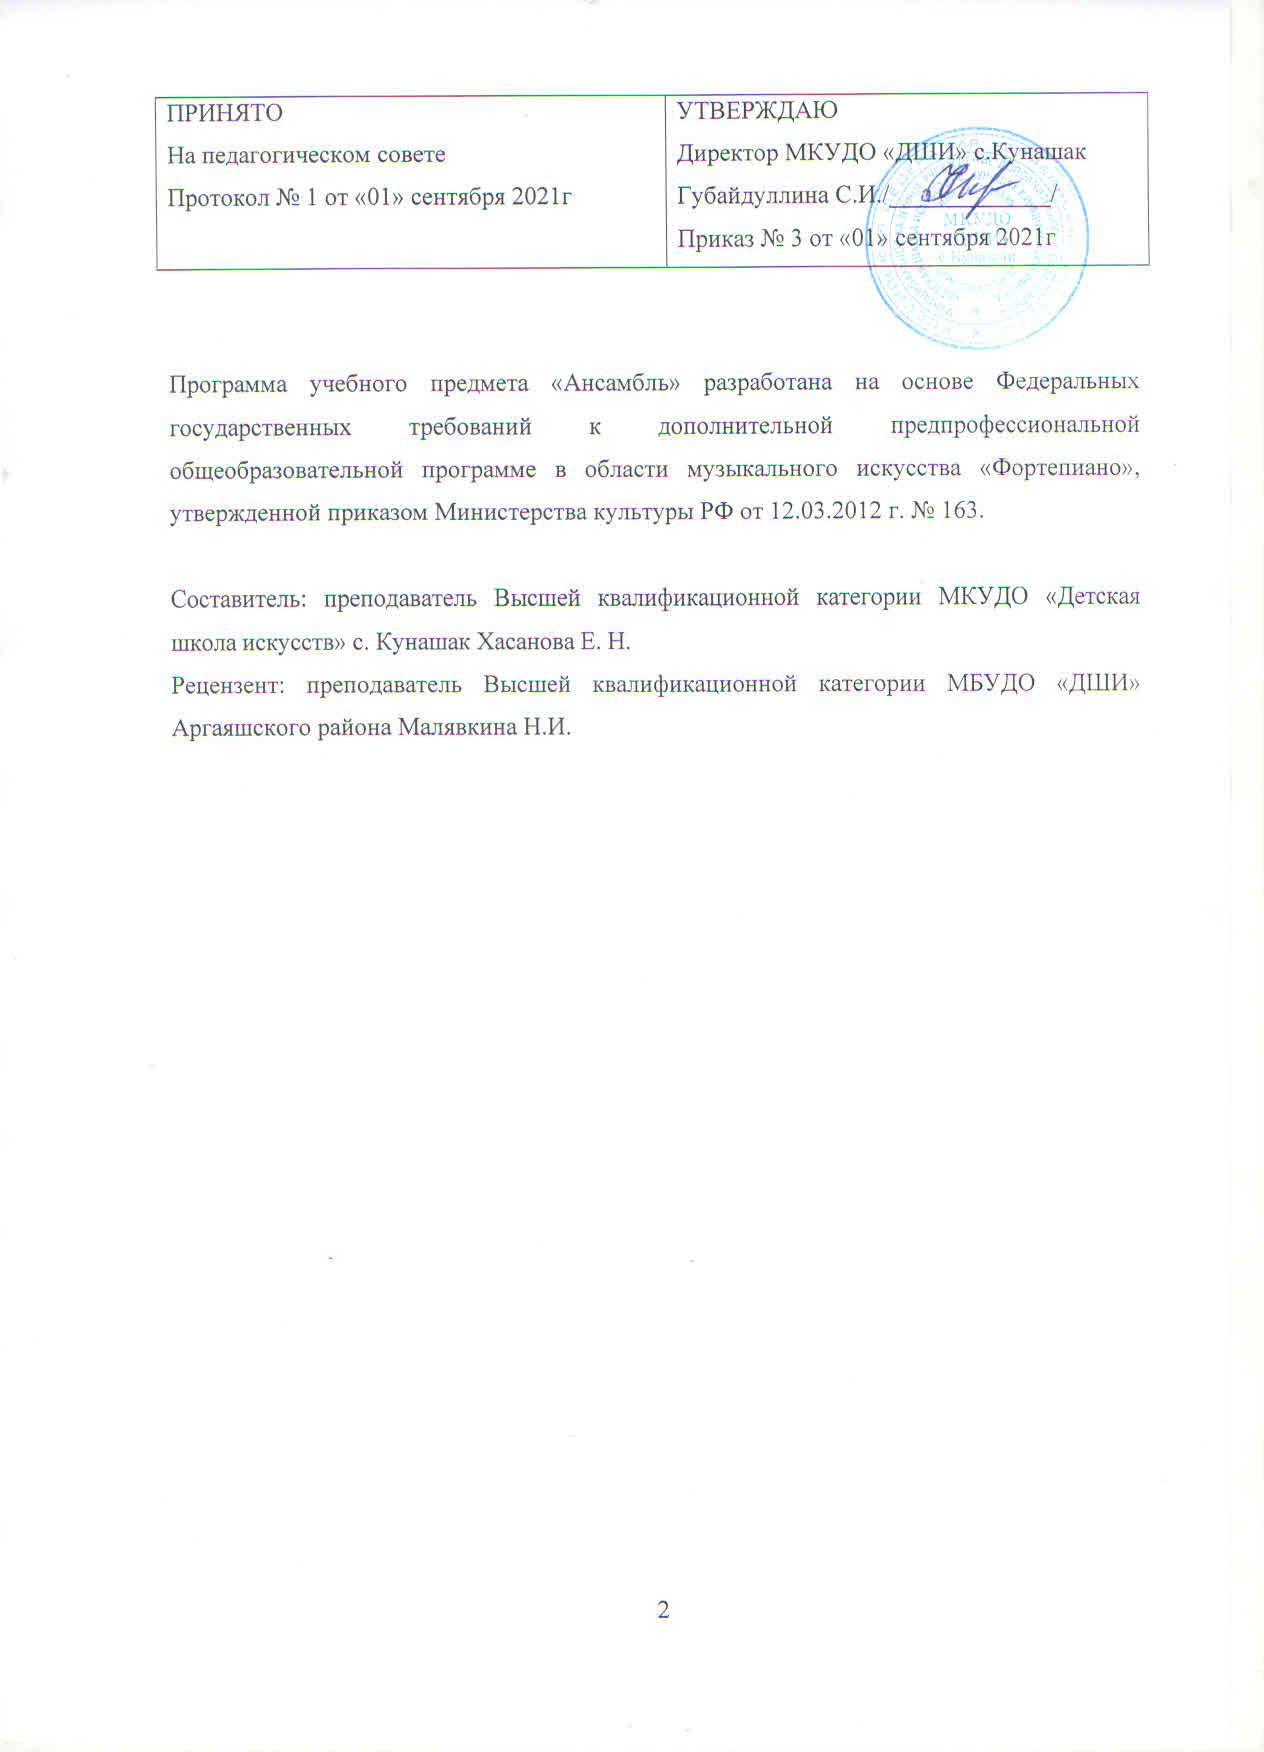 ПРИНЯТО
На педагогическом совете
Протокол № 1 от «01» сентября 2021г
УТВЕРЖДАЮ
Директор МКУДО «ДШИ» с.Кунашак
Губайдуллина С.И./____________/
Приказ № 3 от «01» сентября 2021г
МКУДО
с Кунашак
Программа учебного предмета «Ансамбль» разработана на основе Федеральных
государственных требований к дополнительной предпрофессиональной
общеобразовательной программе в области музыкального искусства «Фортепиано»,
утвержденной приказом Министерства культуры РФ от 12.03.2012 г. № 163.
Составитель: преподаватель Высшей квалификационной категории МКУДО «Детская
школа искусств» с. Кунашак Хасанова Е. Н.
Рецензент: преподаватель Высшей квалификационной категории МБУДО «ДШИ»
Аргаяшского района Малявкина Н.И.
2